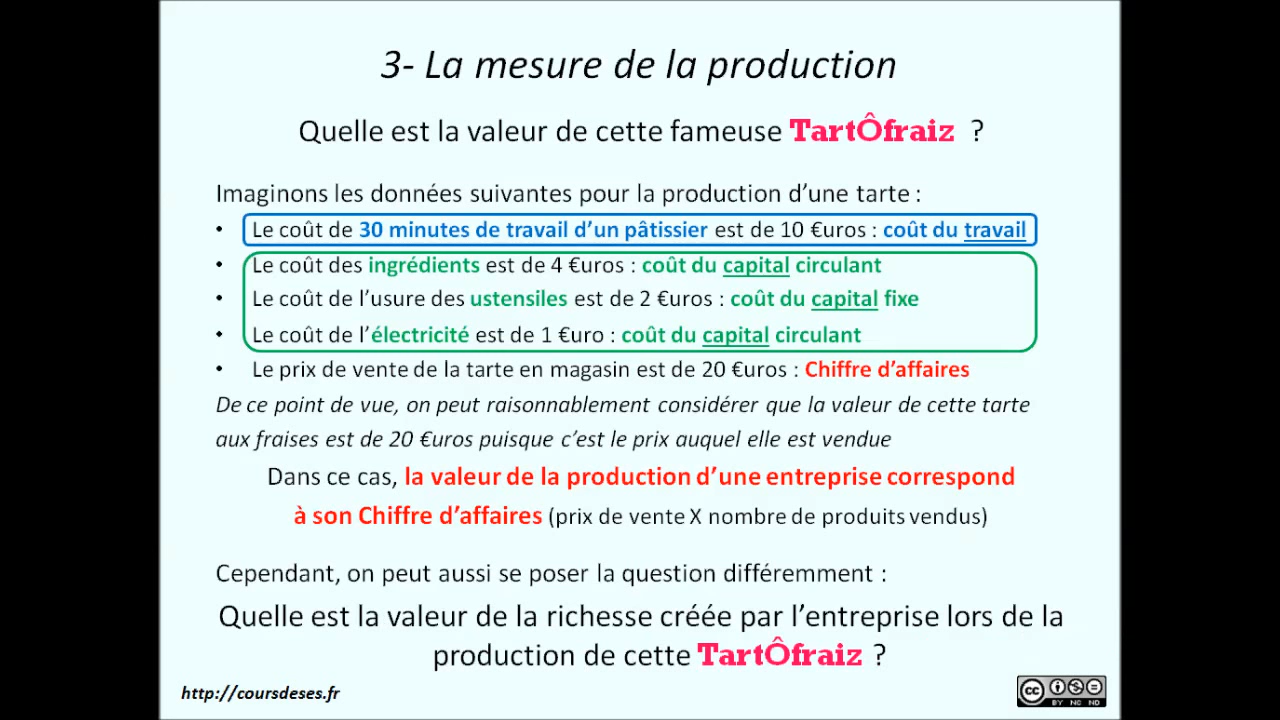 3- La mesure de la production
Quelle est la valeur de cette fameuse TartÔfraiz ?
Imaginons les données suivantes pour la production d’une tarte :
• Le coût de 30 minutes de travail d’un pâtissier est de 10 €uros : coût du travail
• Le coût des ingrédients est de 4 €uros : coût du capital circulant
• Le coût de l’usure des ustensiles est de 2 €uros : coût du capital fixe
• Le coût de l’électricité est de 1 €uro : coût du capital circulant
• Le prix de vente de la tarte en magasin est de 20 €uros : Chiffre d’affaires
De ce point de vue, on peut raisonnablement considérer que la valeur de cette tarte
aux fraises est de 20 €uros puisque c’est le prix auquel elle est vendue
Dans ce cas, la valeur de la production d’une entreprise correspond
à son Chiffre d’affaires (prix de vente X nombre de produits vendus)
Cependant, on peut aussi se poser la question différemment :
Quelle est la valeur de la richesse créée par l’entreprise lors de la
production de cette TartÔfraiz ?
http://coursdeses.fr
cc BY NC ND